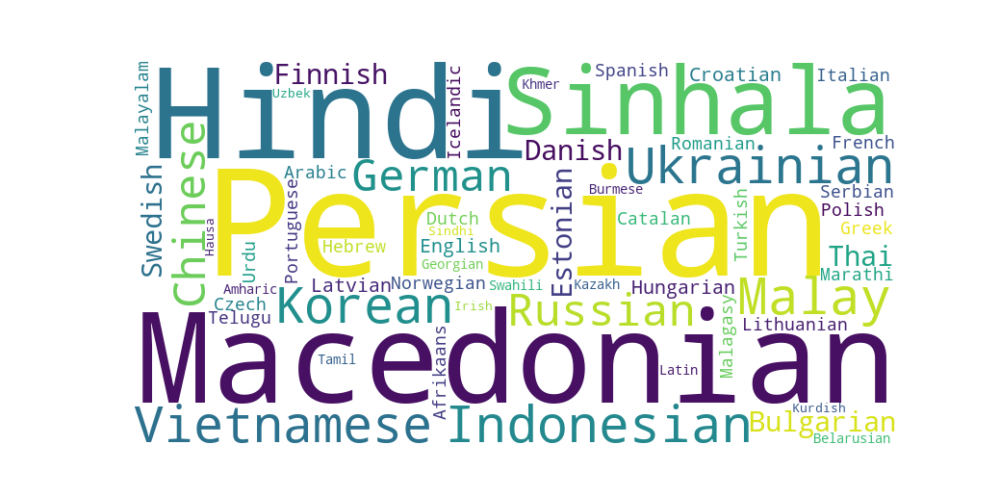 Malayalam
Hindi
Finnish
Uzbek
Icelandic
Sinhala
Khmer
Spanish
Croatian
Italian
Chinese
Swedish
Arabic
German
Danish
Ukrainian
Romanian
French
Serbian
Polish
Greek
Persian
Portuguese
Hausa
Urdu
Hebrew
Dutch
Sindhi
English
Georgian
Estonian
Burmese
Catalan
Turkish
Thai
Marathi
Amharic
Latvian
Norwegian
Swahili
Kazakh
Hungarian
Czech
Telugu
Korean
Irish
Russian
Malagasy
Malay
Lithuanian
Macedonian
Tamil
Afrikaans
Latin
Vietnamese
Indonesian
Kurdish
Bulgarian
Belarusian